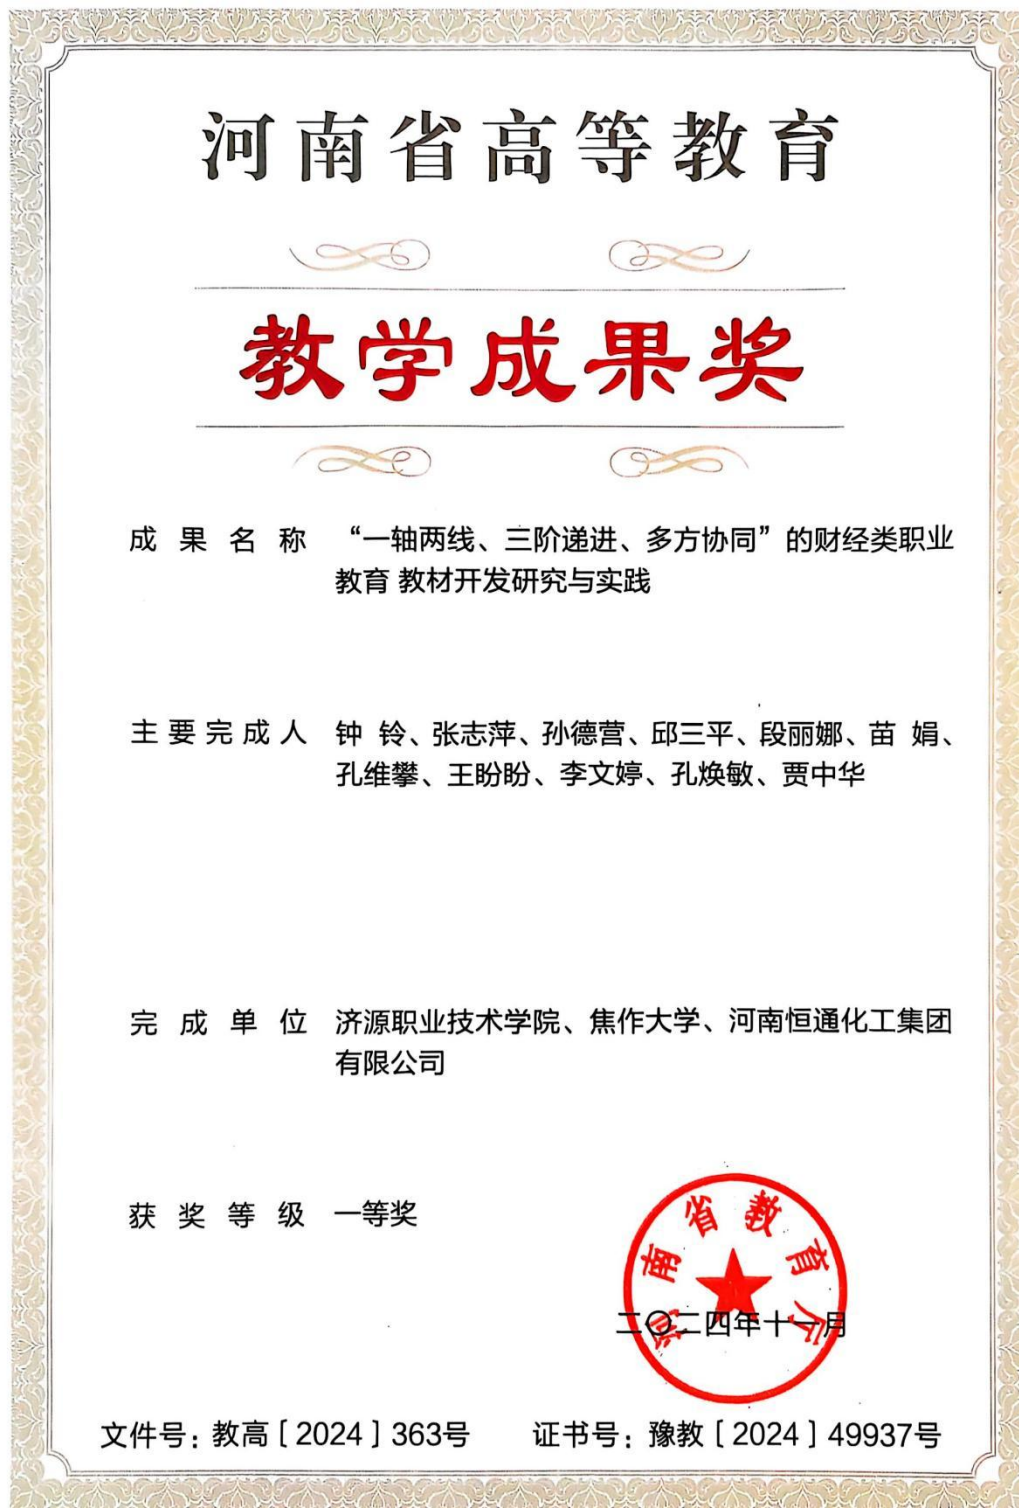 河南省高等教育
教学成果奖
成果名称 “一轴两线、三阶递进、多方协同”的财经类职业
教育 教材开发研究与实践
主要完成人 钟 铃、张志萍、孙德营、邱三平、段丽娜、苗 娟、
孔维攀、王盼盼、李文婷、孔焕敏、贾中华
完成单位 济源职业技术学院、焦作大学、河南恒通化工集团
有限公司
获奖等级 一等奖
河南省教育厅
二〇二四年十一月
文件号：教高［2024］363号 证书号：豫教［2024］49937号